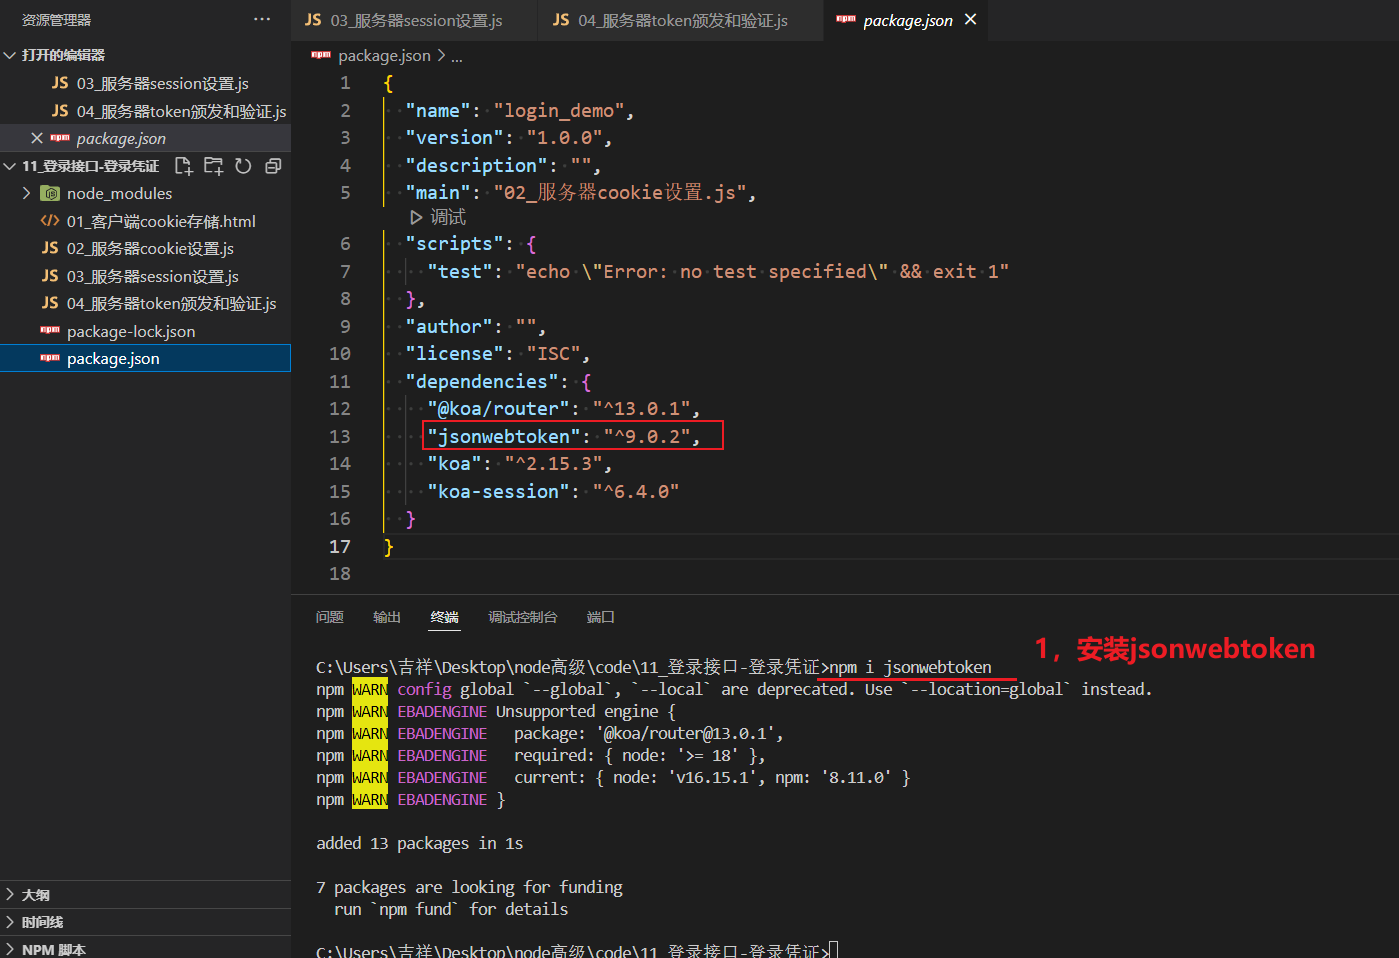 资源管理器 ···
打开的编辑器
JS 03_服务器session设置.js
JS 04_服务器token颁发和验证.js
npm package.json
11_登录接口-登录凭证
node_modules
01_客户端cookie存储.html
JS 02_服务器cookie设置.js
JS 03_服务器session设置.js
JS 04_服务器token颁发和验证.js
npm package-lock.json
npm package.json
大纲
时间线
NPM 脚本
JS 03_服务器session设置.js JS 04_服务器token颁发和验证.js npm package.json
npm package.json > ...
1 {
2 "name": "login_demo",
3 "version": "1.0.0",
4 "description": "",
5 "main": "02_服务器cookie设置.js",
调试
6 "scripts": {
7 "test": "echo \"Error: no test specified\" && exit 1"
8 },
9 "author": "",
10 "license": "ISC",
11 "dependencies": {
12 "@koa/router": "^13.0.1",
13 "jsonwebtoken": "^9.0.2",
14 "koa": "^2.15.3",
15 "koa-session": "^6.4.0"
16 }
17 }
18
问题 输出 终端 调试控制台 端口
1，安装jsonwebtoken
C:\Users\吉祥\Desktop\node高级\code\11_登录接口-登录凭证>npm i jsonwebtoken
npm WARN config global `--global`, `--local` are deprecated. Use `--location=global` instead.
npm WARN EBADENGINE Unsupported engine {
npm WARN EBADENGINE package: '@koa/router@13.0.1',
npm WARN EBADENGINE required: { node: '>= 18' },
npm WARN EBADENGINE current: { node: 'v16.15.1', npm: '8.11.0' }
npm WARN EBADENGINE }
added 13 packages in 1s
7 packages are looking for funding
run `npm fund` for details
C:\Users\吉祥\Desktop\node高级\code\11_登录接口-登录凭证>